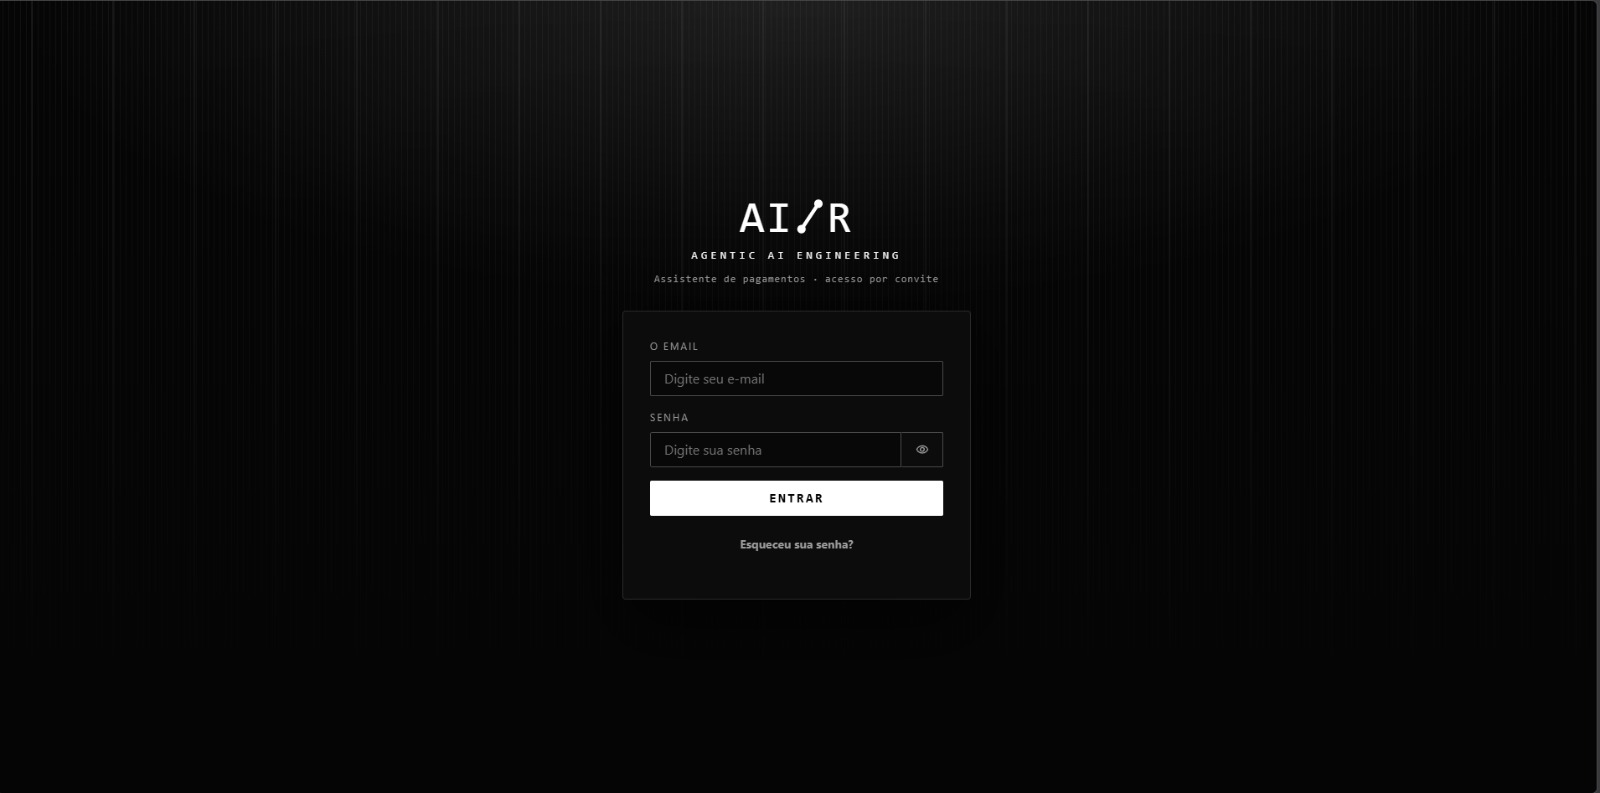 AI/R
AGENTIC AI ENGINEERING
Assistente de pagamentos · acesso por convite
O EMAIL
Digite seu e-mail
SENHA
Digite sua senha
ENTRAR
Esqueceu sua senha?